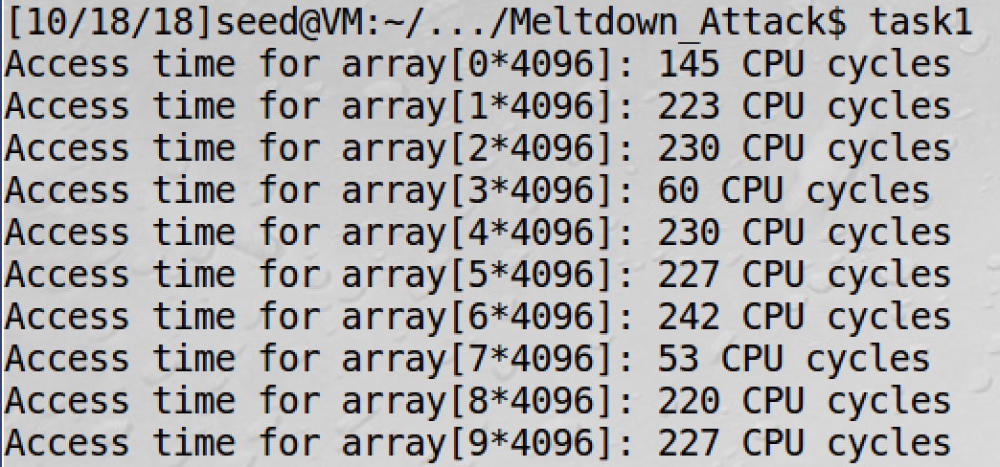 [10/18/18]seed@VM:~/.../Meltdown_Attack$ task1
Access time for array[0*4096]: 145 CPU cycles
Access time for array[1*4096]: 223 CPU cycles
Access time for array[2*4096]: 230 CPU cycles
Access time for array[3*4096]: 60 CPU cycles
Access time for array[4*4096]: 230 CPU cycles
Access time for array[5*4096]: 227 CPU cycles
Access time for array[6*4096]: 242 CPU cycles
Access time for array[7*4096]: 53 CPU cycles
Access time for array[8*4096]: 220 CPU cycles
Access time for array[9*4096]: 227 CPU cycles